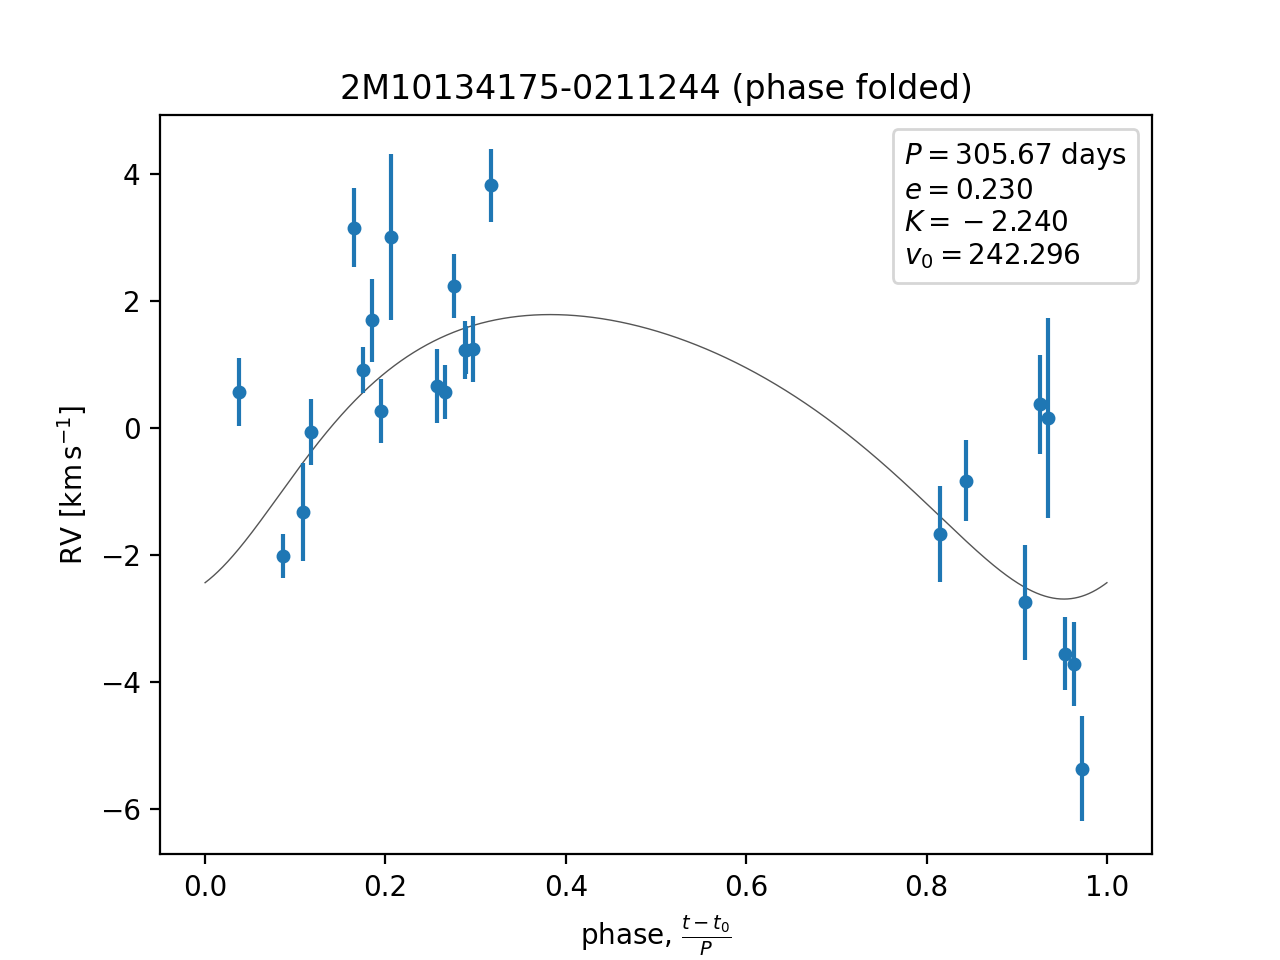 2M10134175-0211244 (phase folded)
P = 305.67 days
e = 0.230
K = − 2.240
v₀ = 242.296
4
2
0
−2
−4
−6
RV [km s⁻¹]
0.0 0.2 0.4 0.6 0.8 1.0
phase, (t − t₀)/P